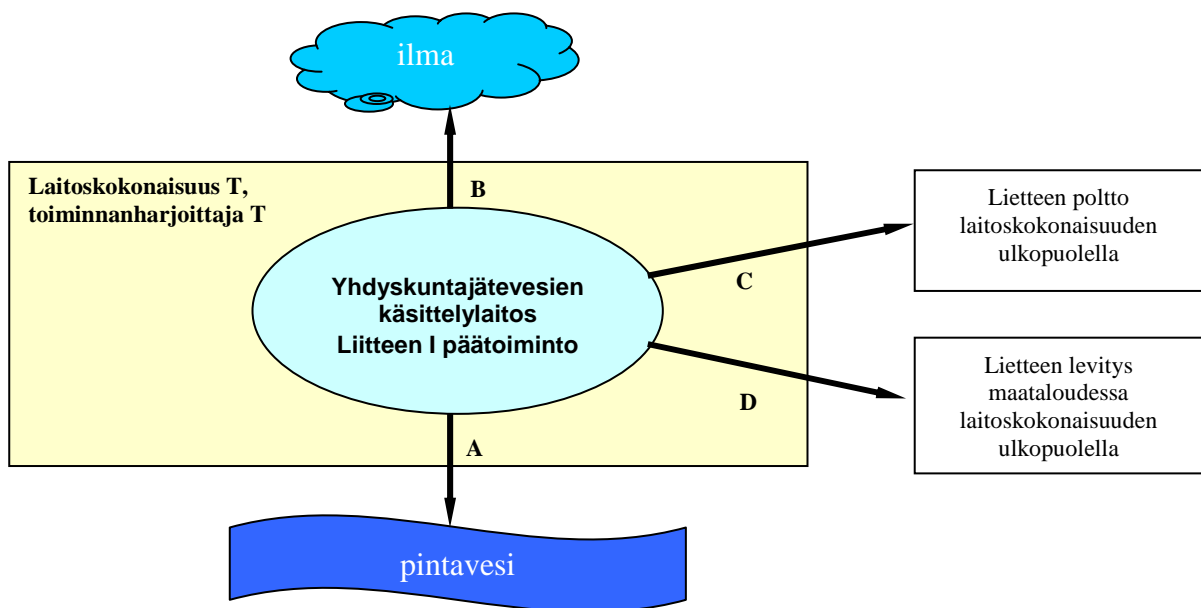 ilma
Laitoskokonaisuus T,
toiminnanharjoittaja T
B
Lietteen poltto
laitoskokonaisuuden
ulkopuolella
C
Yhdyskuntajätevesien
käsittelylaitos
Liitteen I päätoiminto
Lietteen levitys
maataloudessa
laitoskokonaisuuden
ulkopuolella
D
A
pintavesi